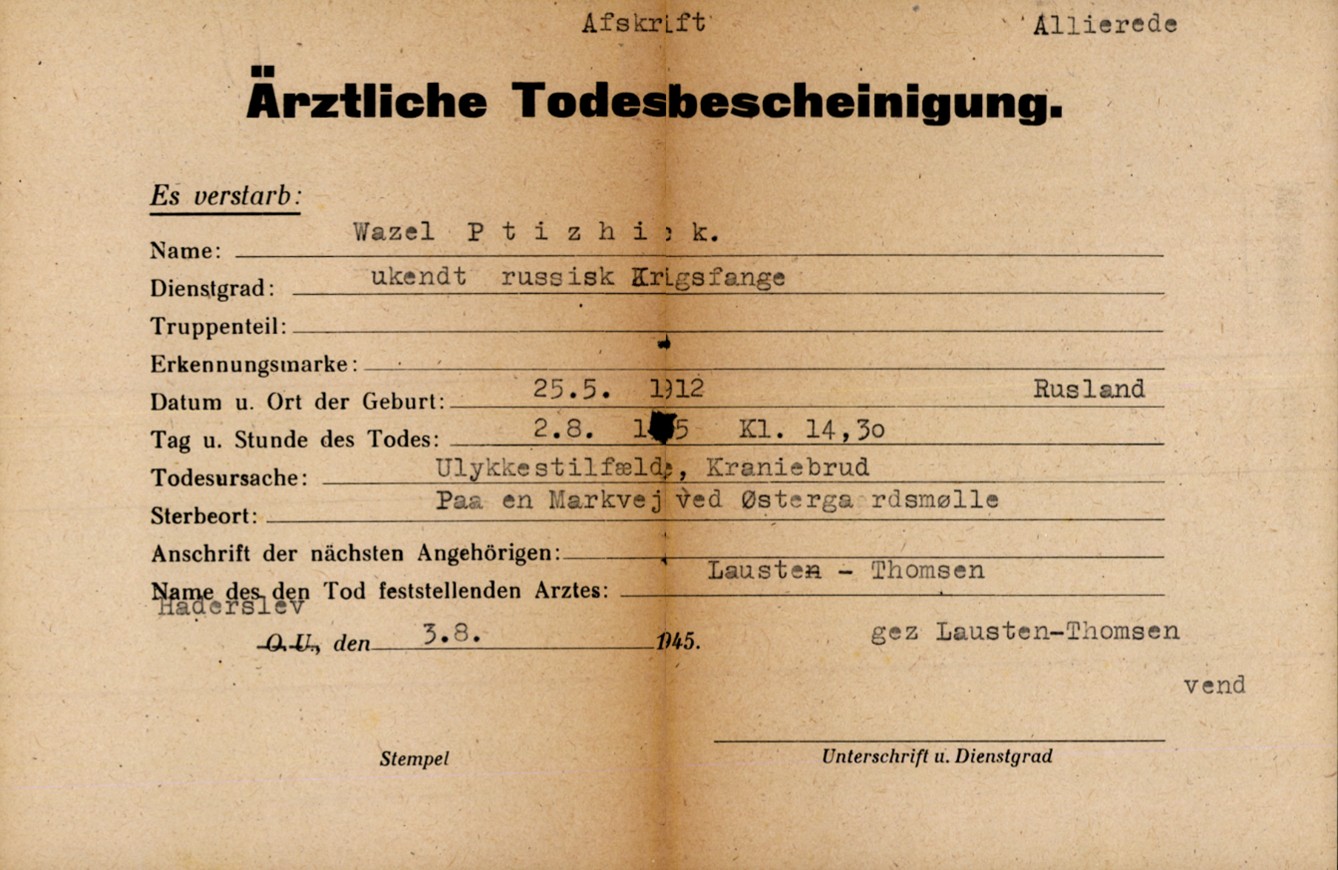 Afskrift Allierede
Ärztliche Todesbescheinigung.
Es verstarb:
Name: Wazel
Dienstgrad: ukendt russisk Krigsfange
Truppenteil:
Erkennungsmarke:
Datum u. Ort der Geburt: 25.5. 1912 Rusland
Tag u. Stunde des Todes: 2.8. Kl. 14,30
Todesursache: Ulykkestilfælde, Kraniebrud
Sterbeort: Paa en Markvej ved Østerga rdsmølle
Anschrift der nächsten Angehörigen:
Name des den Tod feststellenden Arztes: Lausten - Thomsen
Haderslev
O.U., den 3.8. 1945. gez Lausten-Thomsen
vend
Stempel Unterschrift u. Dienstgrad